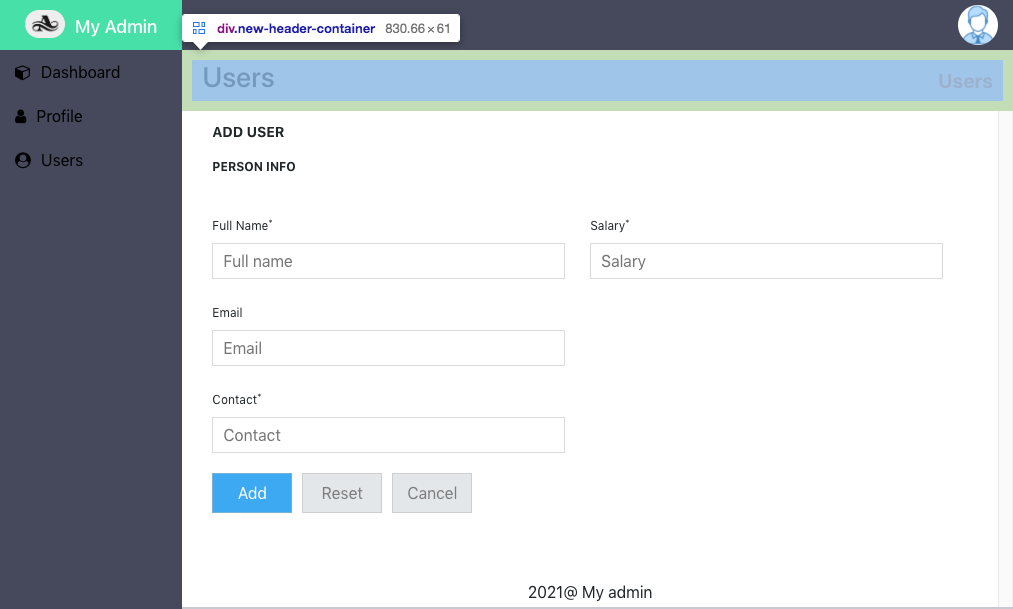 My Admin
div.new-header-container 830.66×61
Dashboard
Profile
Users
Users
Users
ADD USER
PERSON INFO
Full Name*
Salary*
Full name
Salary
Email
Email
Contact*
Contact
Add
Reset
Cancel
2021@ My admin